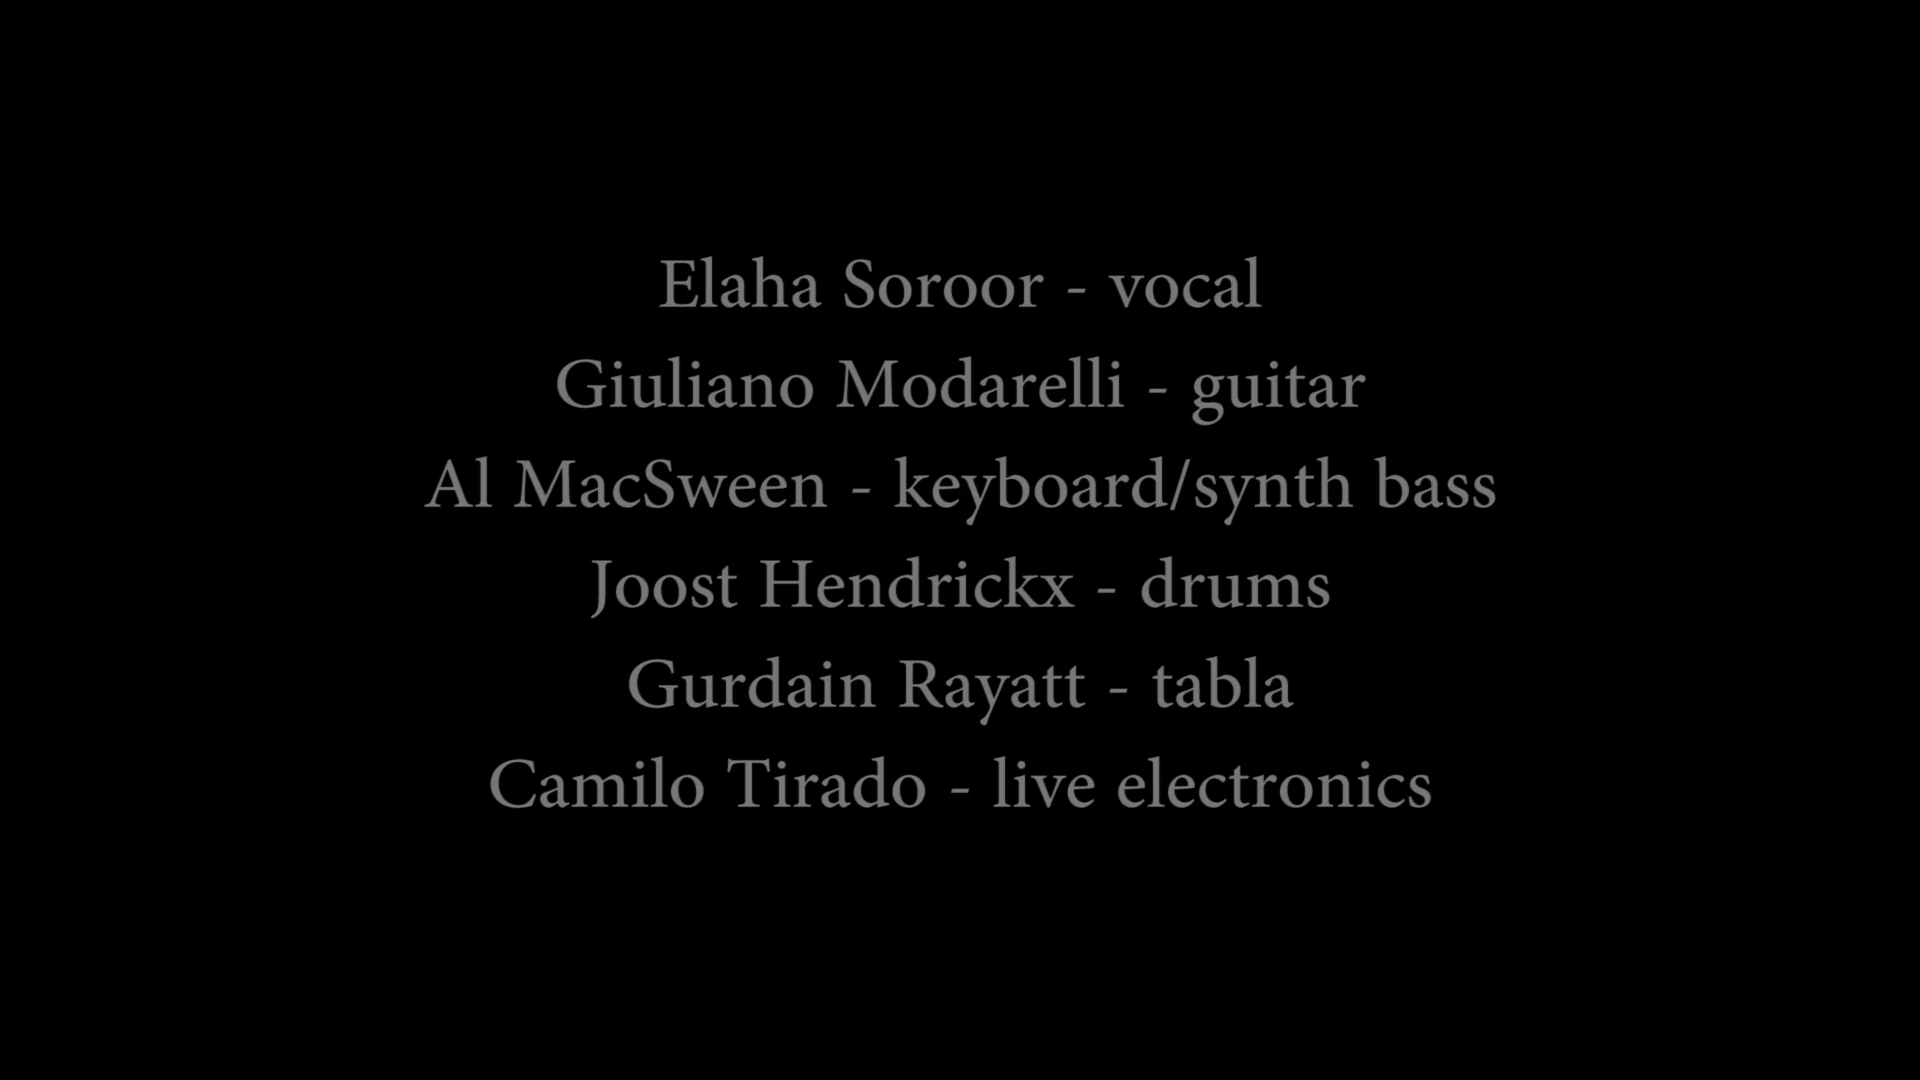 Elaha Soroor - vocal
Giuliano Modarelli - guitar
Al MacSween - keyboard/synth bass
Joost Hendrickx - drums
Gurdain Rayatt - tabla
Camilo Tirado - live electronics